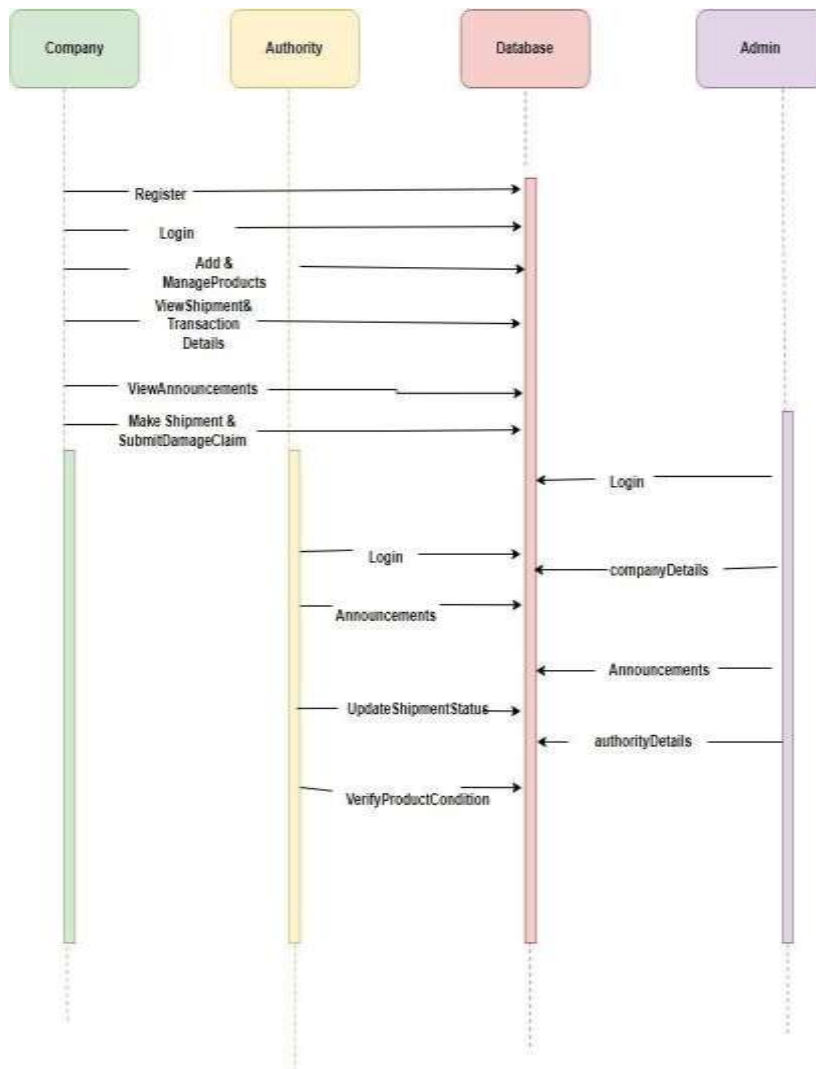 Company
Authority
Database
Admin
Register
Login
Add &
ManageProducts
ViewShipment&
Transaction
Details
ViewAnnouncements
Make Shipment &
SubmitDamageClaim
Login
Login
companyDetails
Announcements
Announcements
UpdateShipmentStatus
authorityDetails
VerifyProductCondition